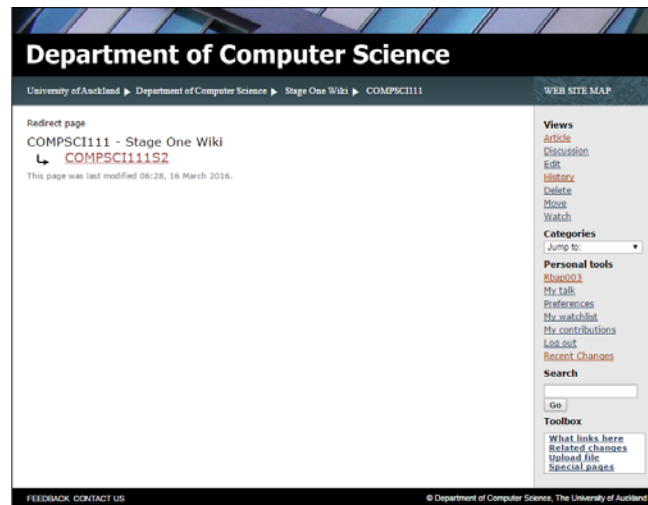 Department of Computer Science
University of Auckland ▶ Department of Computer Science ▶ Stage One Wiki ▶ COMPSCI111
WEB SITE MAP
Redirect page
COMPSCI111 - Stage One Wiki
COMPSCI111S2
This page was last modified 06:28, 16 March 2016.
Views
Article
Discussion
Edit
History
Delete
Move
Watch
Categories
Jump to:
Personal tools
Rbap003
My talk
Preferences
My watchlist
My contributions
Log out
Recent Changes
Search
Go
Toolbox
What links here
Related changes
Upload file
Special pages
FEEDBACK CONTACT US
© Department of Computer Science, The University of Auckland